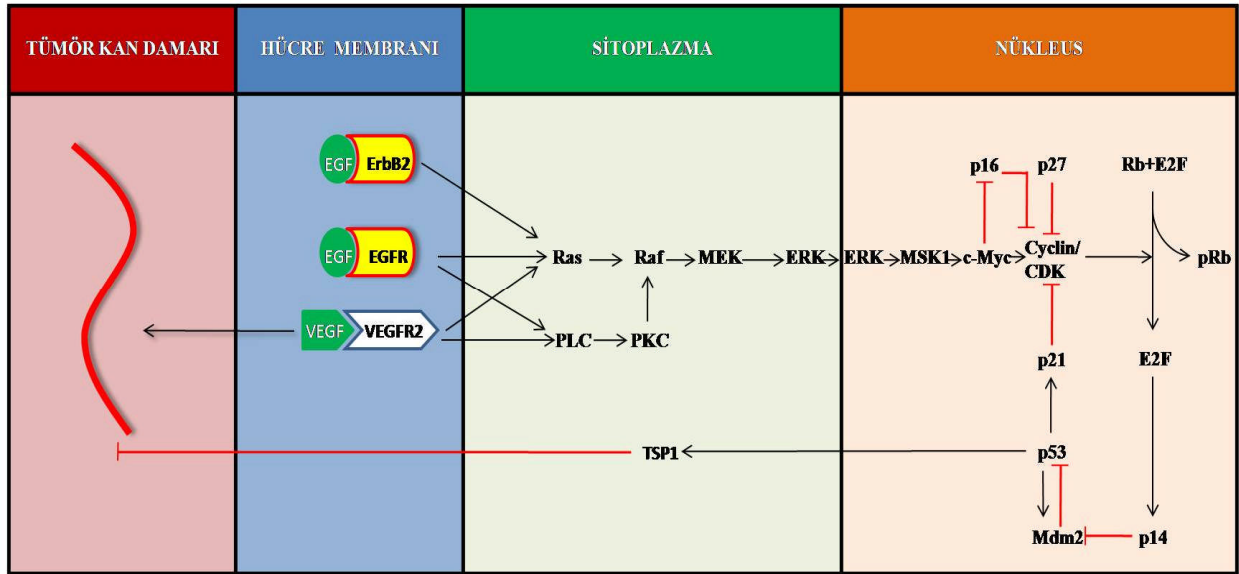 TÜMÖR KAN DAMARI
HÜCRE MEMBRANI
SİTOPLAZMA
NÜKLEUS
EGF ErbB2
p16
p27
Rb+E2F
EGF EGFR
Ras
Raf
MEK
ERK
ERK
MSK1
c-Myc
Cyclin/
CDK
pRb
VEGF VEGFR2
PLC
PKC
p21
E2F
TSP1
p53
Mdm2
p14